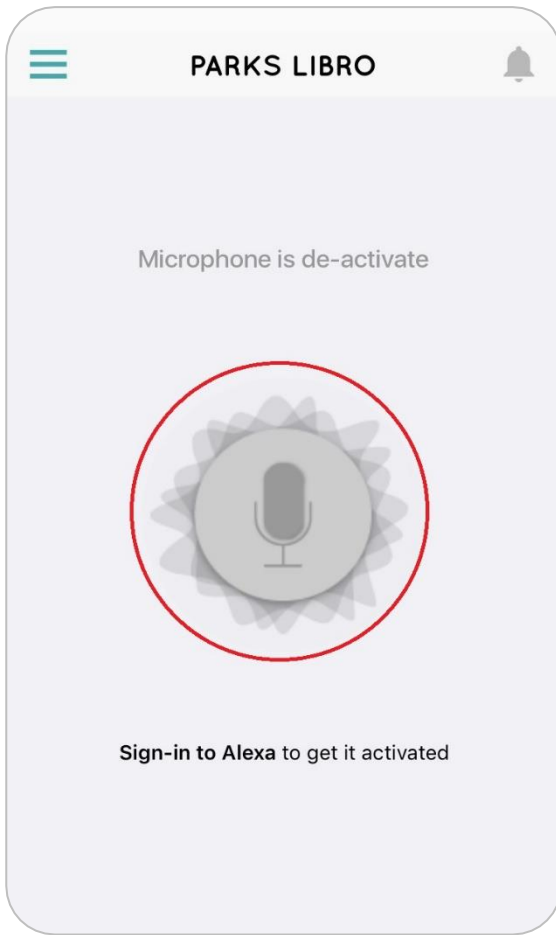 PARKS LIBRO
Microphone is de-activate
Sign-in to Alexa to get it activated